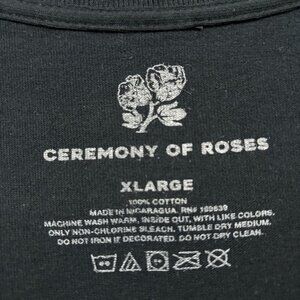 CEREMONY OF ROSES
XLARGE
100% COTTON
MADE IN NICARAGUA. RN# 169639
MACHINE WASH WARM, INSIDE OUT, WITH LIKE COLORS.
ONLY NON-CHLORINE BLEACH. TUMBLE DRY MEDIUM.
DO NOT IRON IF DECORATED. DO NOT DRY CLEAN.